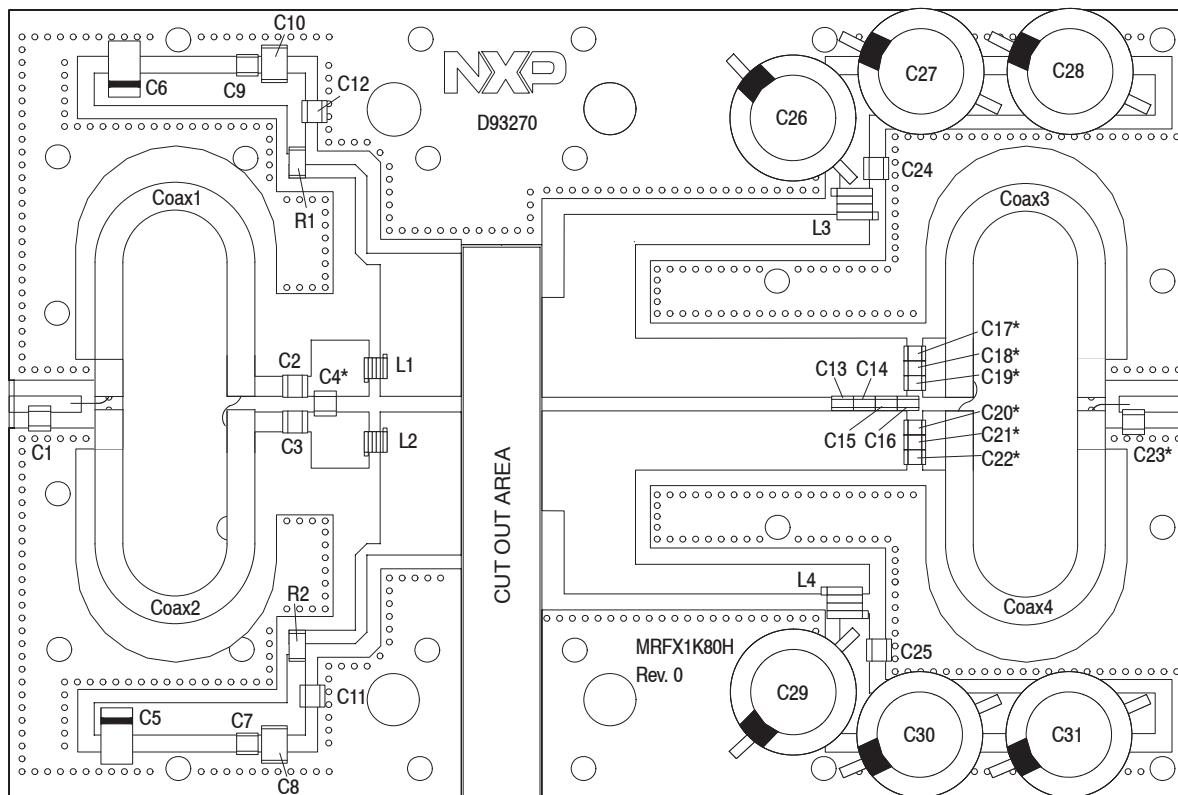 C10
C6
C9
C12
NXP
D93270
C26
C27
C28
C24
Coax1
R1
L3
Coax3
C2
C4*
L1
C13
C14
C17*
C18*
C19*
C1
C3
L2
C15
C16
C20*
C21*
C22*
C23*
CUT OUT AREA
Coax2
R2
L4
Coax4
MRFX1K80H
Rev. 0
C25
C5
C7
C11
C8
C29
C30
C31